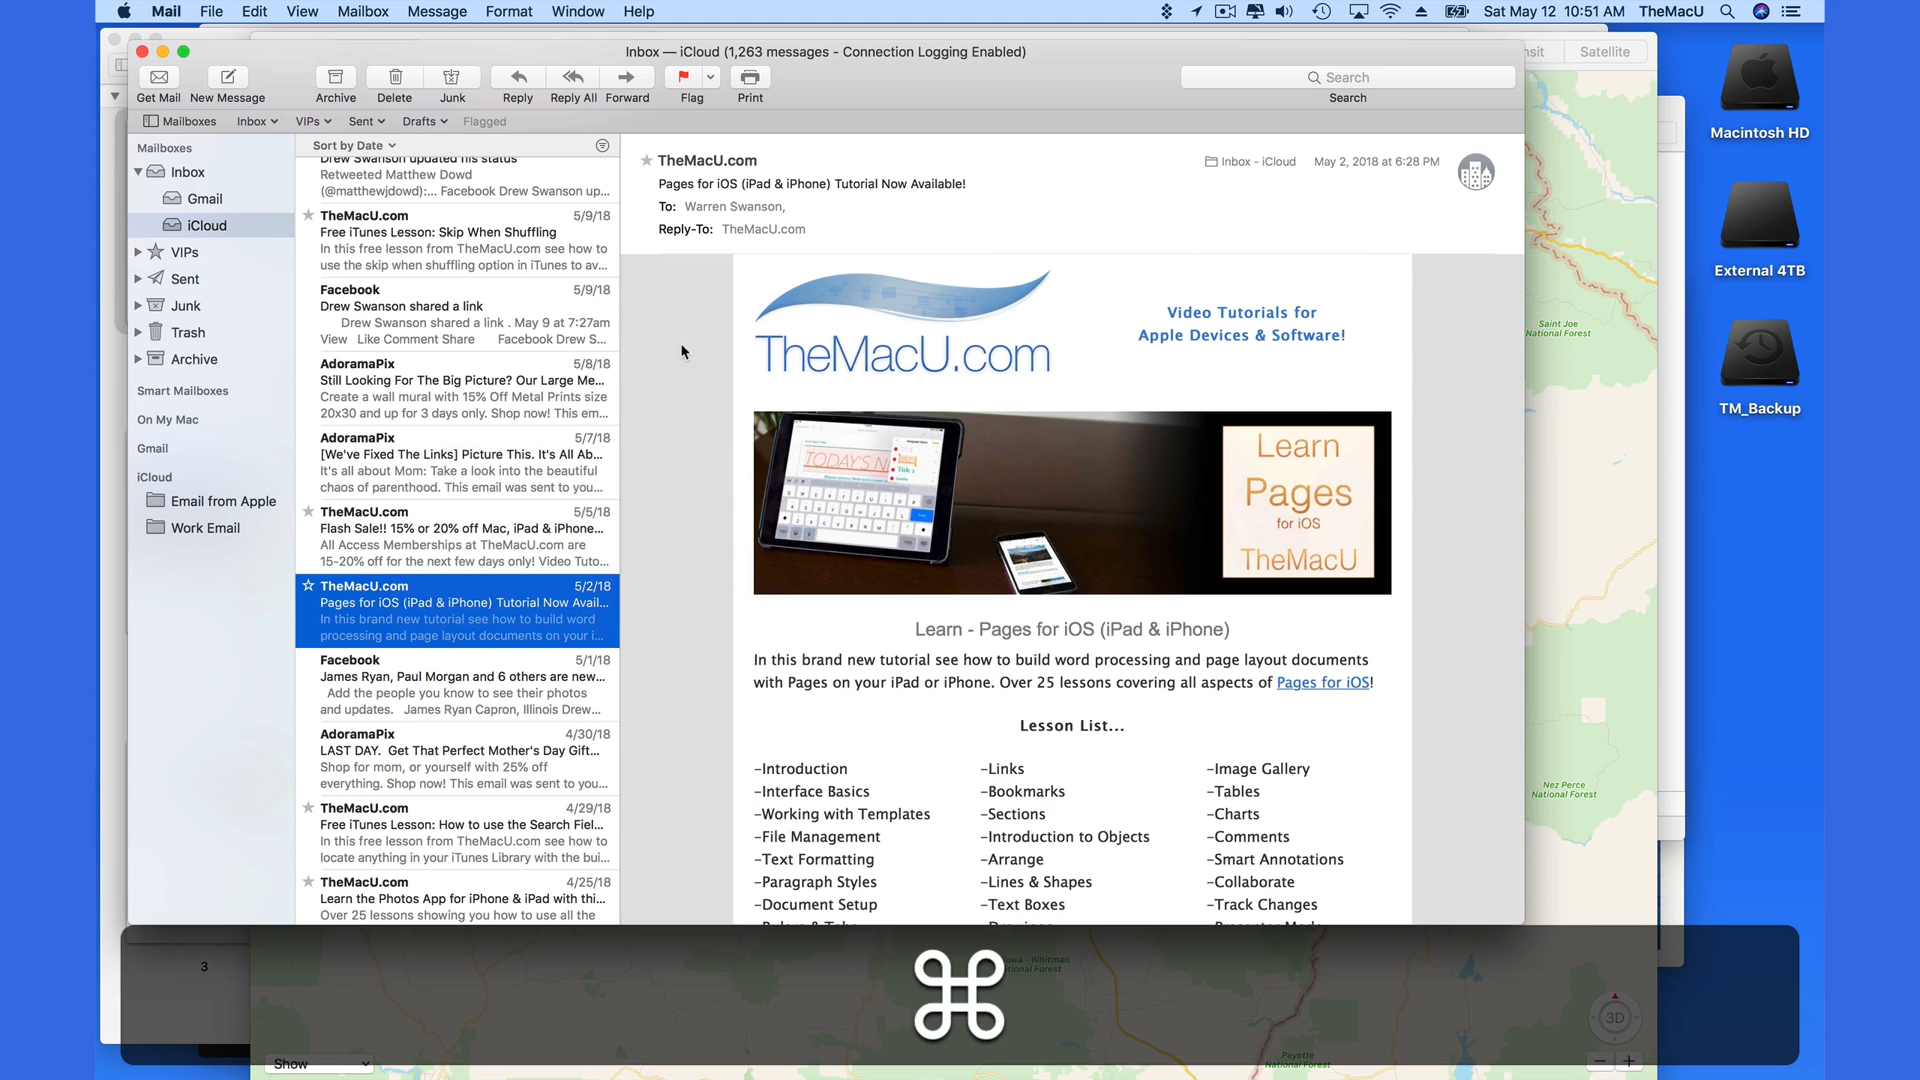 Mail File Edit View Mailbox Message Format Window Help
Sat May 12 10:51 AM TheMacU
Inbox — iCloud (1,263 messages - Connection Logging Enabled)
Satellite
Search
Get Mail New Message Archive Delete Junk Reply Reply All Forward Flag Print Search
Mailboxes Inbox VIPs Sent Drafts Flagged
Mailboxes
Inbox
Gmail
iCloud
VIPs
Sent
Junk
Trash
Archive
Smart Mailboxes
On My Mac
Gmail
iCloud
Email from Apple
Work Email
Sort by Date
Drew Swanson updated his status
Retweeted Matthew Dowd
(@matthewjdowd):... Facebook Drew Swanson up...
TheMacU.com 5/9/18
Free iTunes Lesson: Skip When Shuffling
In this free lesson from TheMacU.com see how to
use the skip when shuffling option in iTunes to av...
Facebook 5/9/18
Drew Swanson shared a link
Drew Swanson shared a link . May 9 at 7:27am
View Like Comment Share Facebook Drew S...
AdoramaPix 5/8/18
Still Looking For The Big Picture? Our Large Me...
Create a wall mural with 15% Off Metal Prints size
20x30 and up for 3 days only. Shop now! This em...
AdoramaPix 5/7/18
[We've Fixed The Links] Picture This. It's All Ab...
It's all about Mom: Take a look into the beautiful
chaos of parenthood. This email was sent to you...
TheMacU.com 5/5/18
Flash Sale!! 15% or 20% off Mac, iPad & iPhone...
All Access Memberships at TheMacU.com are
15-20% off for the next few days only! Video Tuto...
TheMacU.com 5/2/18
Pages for iOS (iPad & iPhone) Tutorial Now Avail...
In this brand new tutorial see how to build word
processing and page layout documents on your i...
Facebook 5/1/18
James Ryan, Paul Morgan and 6 others are new...
Add the people you know to see their photos
and updates. James Ryan Capron, Illinois Drew...
AdoramaPix 4/30/18
LAST DAY. Get That Perfect Mother's Day Gift...
Shop for mom, or yourself with 25% off
everything. Shop now! This email was sent to you...
TheMacU.com 4/29/18
Free iTunes Lesson: How to use the Search Fiel...
In this free lesson from TheMacU.com see how to
locate anything in your iTunes Library with the bui...
TheMacU.com 4/25/18
Learn the Photos App for iPhone & iPad with thi...
Over 25 lessons showing you how to use all the
TheMacU.com
Inbox - iCloud May 2, 2018 at 6:28 PM
Pages for iOS (iPad & iPhone) Tutorial Now Available!
To: Warren Swanson,
Reply-To: TheMacU.com
TheMacU.com
Video Tutorials for
Apple Devices & Software!
TODAY'S N
Title 1
Learn
Pages
for iOS
TheMacU
Learn - Pages for iOS (iPad & iPhone)
In this brand new tutorial see how to build word processing and page layout documents
with Pages on your iPad or iPhone. Over 25 lessons covering all aspects of Pages for iOS!
Lesson List...
-Introduction -Links -Image Gallery
-Interface Basics -Bookmarks -Tables
-Working with Templates -Sections -Charts
-File Management -Introduction to Objects -Comments
-Text Formatting -Arrange -Smart Annotations
-Paragraph Styles -Lines & Shapes -Collaborate
-Document Setup -Text Boxes -Track Changes
Macintosh HD
External 4TB
TM_Backup
Saint Joe
National Forest
Nez Perce
National Forest
Whitman
National Forest
Payette
National Forest
3
⌘
3D
Show